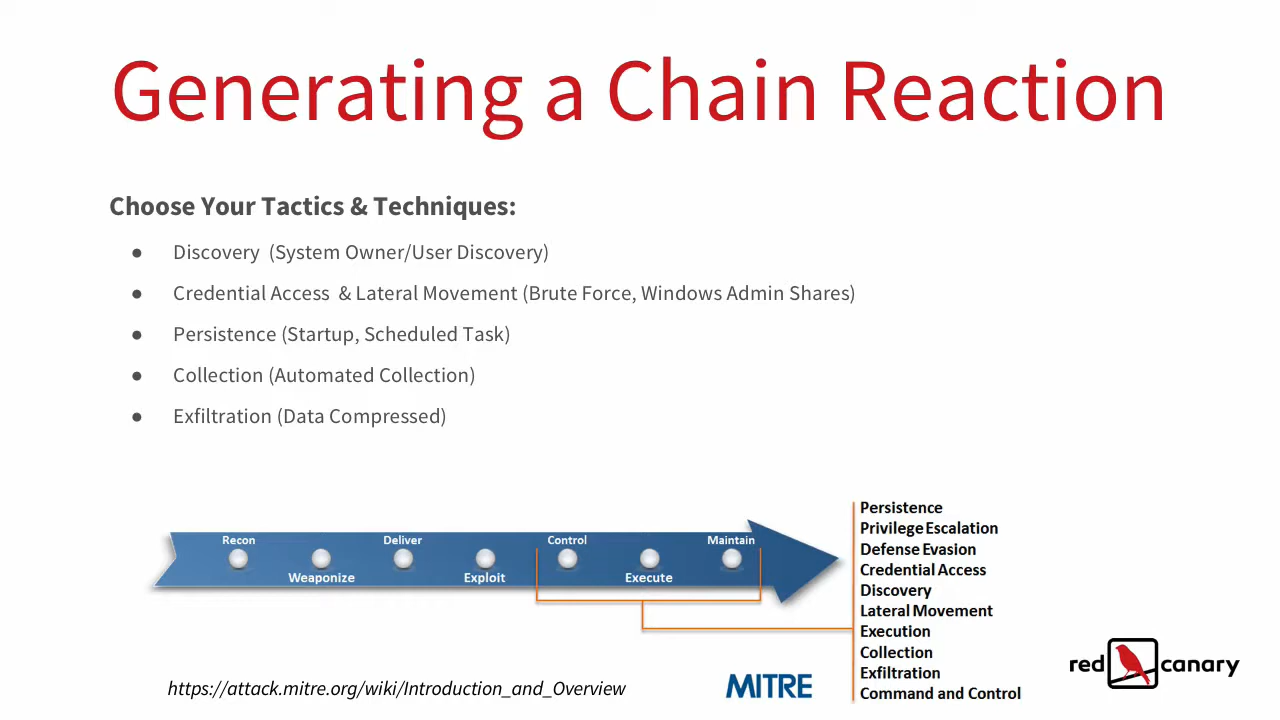 Generating a Chain Reaction
Choose Your Tactics & Techniques:
● Discovery (System Owner/User Discovery)
● Credential Access & Lateral Movement (Brute Force, Windows Admin Shares)
● Persistence (Startup, Scheduled Task)
● Collection (Automated Collection)
● Exfiltration (Data Compressed)
Recon
Weaponize
Deliver
Exploit
Control
Execute
Maintain
Persistence
Privilege Escalation
Defense Evasion
Credential Access
Discovery
Lateral Movement
Execution
Collection
Exfiltration
Command and Control
https://attack.mitre.org/wiki/Introduction_and_Overview
MITRE
red canary